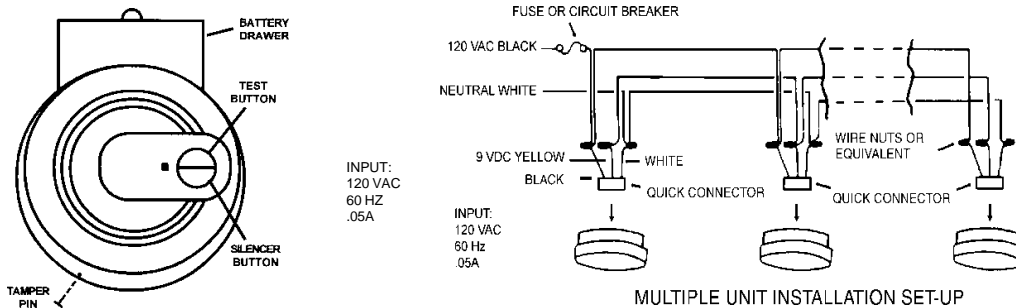 BATTERY
DRAWER
TEST
BUTTON
SILENCER
BUTTON
TAMPER
PIN
INPUT:
120 VAC
60 HZ
.05A
FUSE OR CIRCUIT BREAKER
120 VAC BLACK
NEUTRAL WHITE
9 VDC YELLOW
WHITE
BLACK
QUICK CONNECTOR
WIRE NUTS OR
EQUIVALENT
QUICK CONNECTOR
INPUT:
120 VAC
60 Hz
.05A
MULTIPLE UNIT INSTALLATION SET-UP